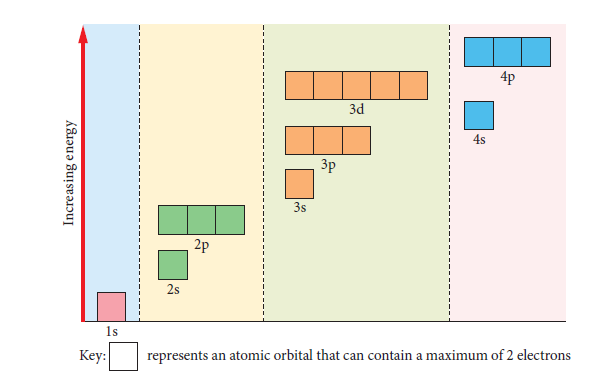 Increasing energy
4p
3d
4s
3p
3s
2p
2s
1s
Key: represents an atomic orbital that can contain a maximum of 2 electrons